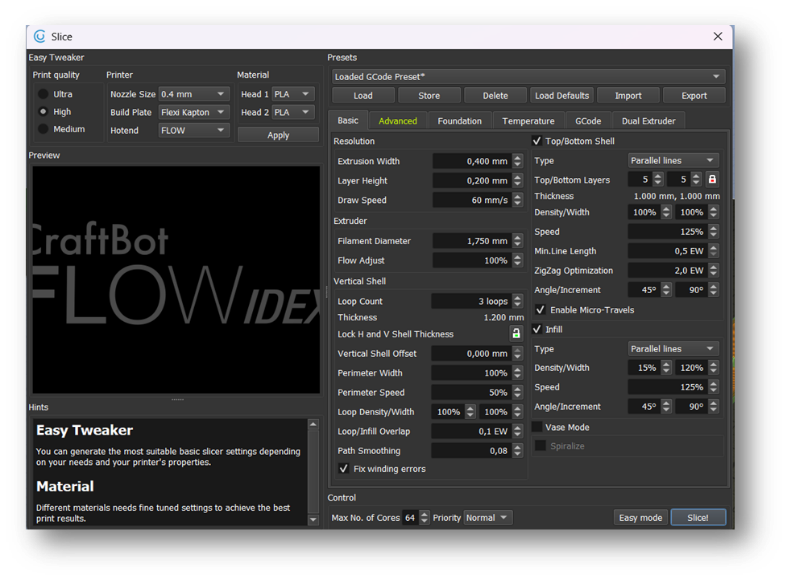 Slice
Easy Tweaker
Print quality Printer Material
Ultra Nozzle Size 0.4 mm Head 1 PLA
High Build Plate Flexi Kapton Head 2 PLA
Medium Hotend FLOW Apply
Preview
CraftBot
FLOWIDEX
Hints
Easy Tweaker
You can generate the most suitable basic slicer settings depending
on your needs and your printer's properties.
Material
Different materials needs fine tuned settings to achieve the best
print results.
Presets
Loaded GCode Preset*
Load Store Delete Load Defaults Import Export
Basic Advanced Foundation Temperature GCode Dual Extruder
Resolution
Extrusion Width 0,400 mm
Layer Height 0,200 mm
Draw Speed 60 mm/s
Extruder
Filament Diameter 1,750 mm
Flow Adjust 100%
Vertical Shell
Loop Count 3 loops
Thickness 1.200 mm
Lock H and V Shell Thickness
Vertical Shell Offset 0,000 mm
Perimeter Width 100%
Perimeter Speed 50%
Loop Density/Width 100% 100%
Loop/Infill Overlap 0,1 EW
Path Smoothing 0,08
Fix winding errors
Top/Bottom Shell
Type Parallel lines
Top/Bottom Layers 5 5
Thickness 1.000 mm, 1.000 mm
Density/Width 100% 100%
Speed 125%
Min.Line Length 0,5 EW
ZigZag Optimization 2,0 EW
Angle/Increment 45º 90º
Enable Micro-Travels
Infill
Type Parallel lines
Density/Width 15% 120%
Speed 125%
Angle/Increment 45º 90º
Vase Mode
Spiralize
Control
Max No. of Cores 64 Priority Normal Easy mode Slice!